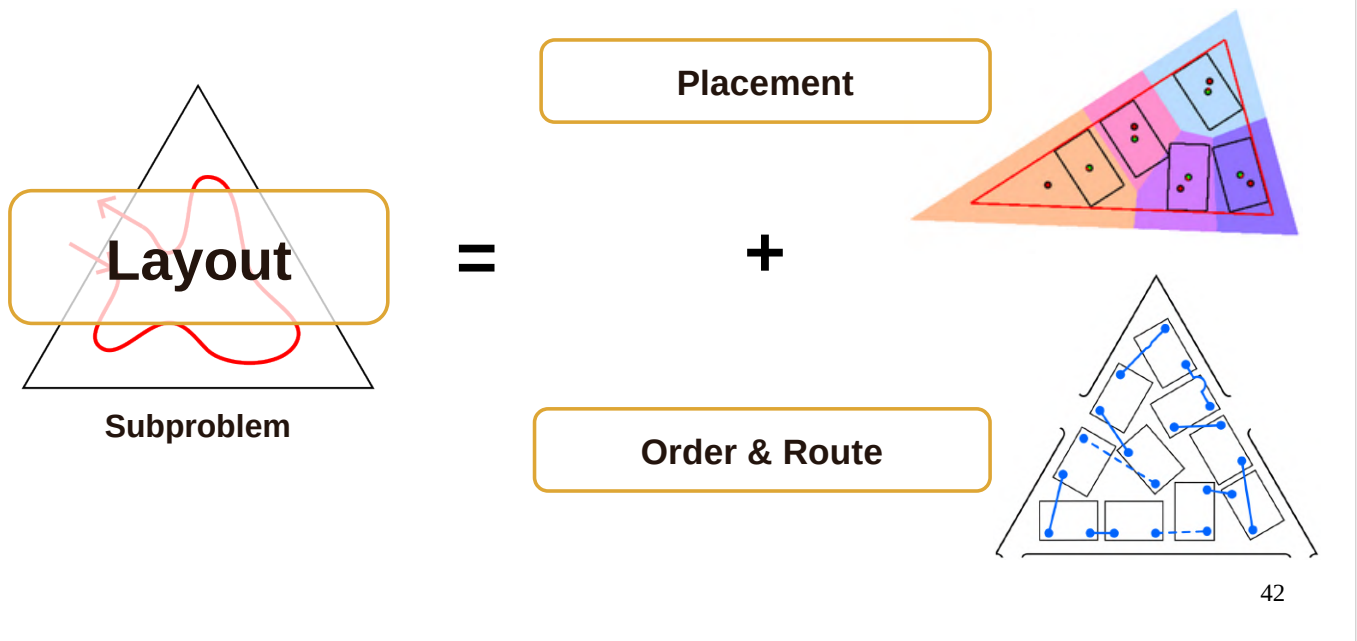 Placement
Layout
=
+
Subproblem
Order & Route
42